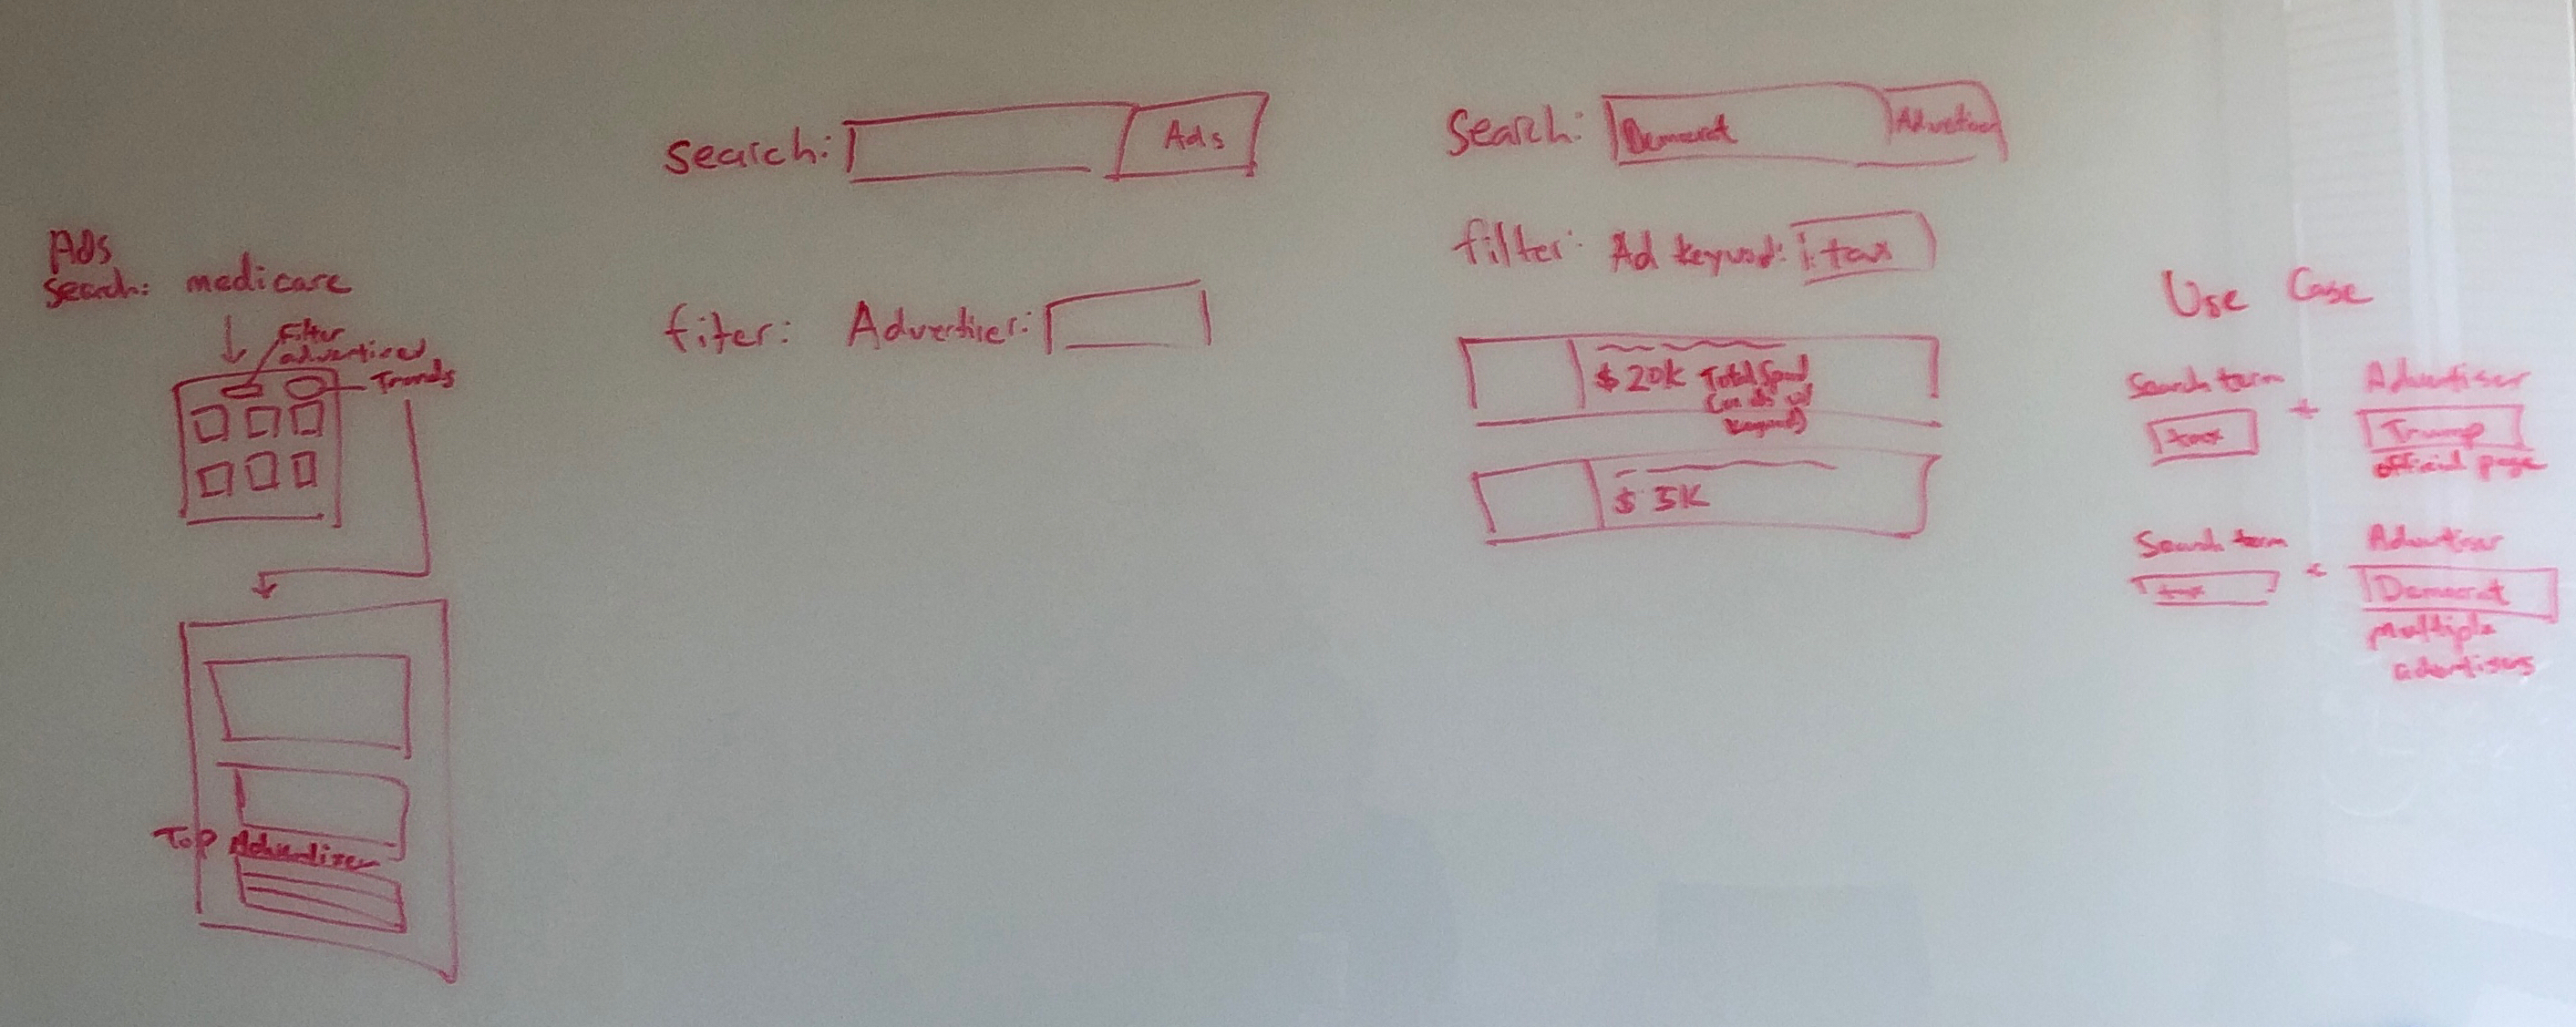 Ads
Search: medicare
Filter
advertiser
Trends
Top Advertiser
Search:
Ads
fiter: Advertiser:
Search: Democrat Advertiser
filter: Ad keyword: tax
$ 20K Total Spend
(on ads w/
keyword)
$ 5K
Use Case
Search term + Advertiser
tax Trump
official page
Search term + Advertiser
tax Democrat
multiple
advertisers